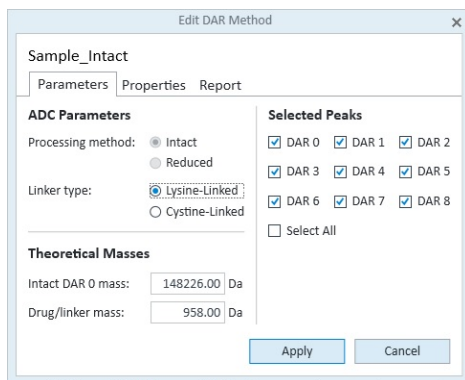 Edit DAR Method
Sample_Intact
Parameters Properties Report
ADC Parameters
Processing method: Intact
Reduced
Linker type: Lysine-Linked
Cystine-Linked
Theoretical Masses
Intact DAR 0 mass: 148226.00 Da
Drug/linker mass: 958.00 Da
Selected Peaks
DAR 0 DAR 1 DAR 2
DAR 3 DAR 4 DAR 5
DAR 6 DAR 7 DAR 8
Select All
Apply Cancel